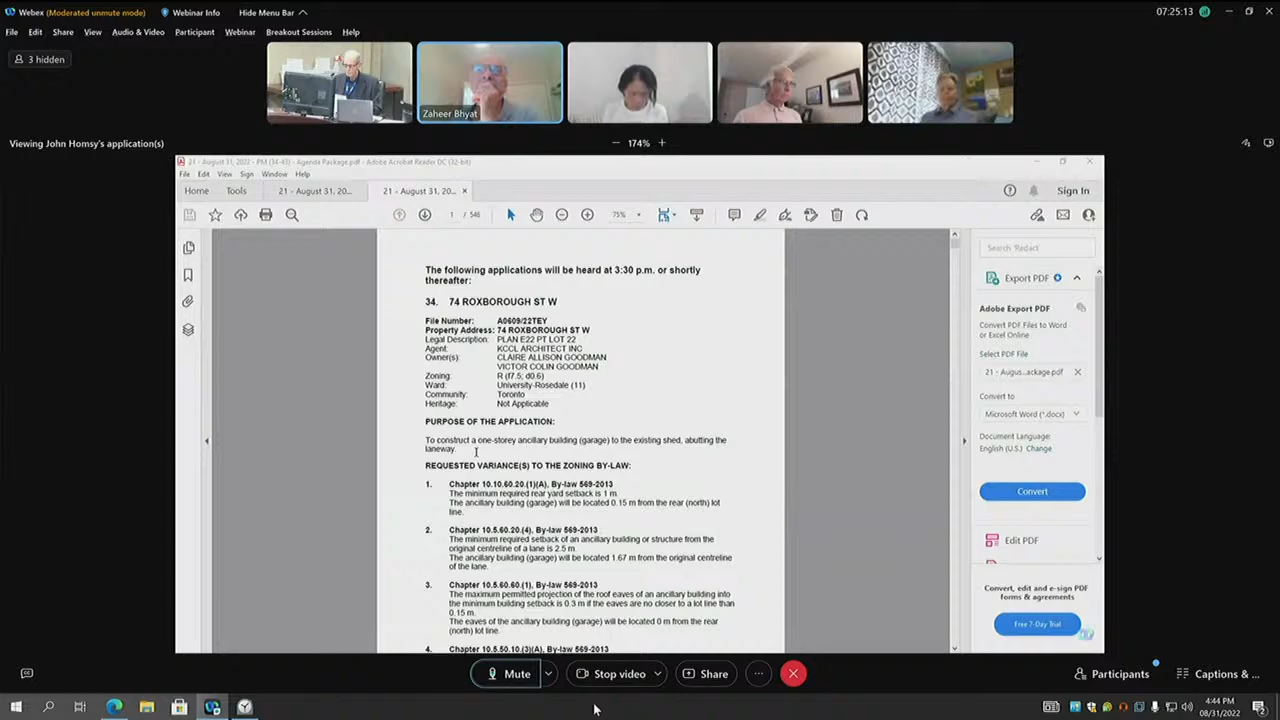 Webex (Moderated unmute mode) Webinar Info Hide Menu Bar 07:25:13
File Edit Share View Audio & Video Participant Webinar Breakout Sessions Help
3 hidden
Zaheer Bhyat
Viewing John Homsy's application(s) 174%
21 - August 31, 2022 - PM (34-43) - Agenda Package.pdf - Adobe Acrobat Reader DC (32-bit)
File Edit View Sign Window Help
Home Tools 21 - August 31, 20... 21 - August 31, 20... Sign In
1 / 546 75%
Search 'Redact'
Export PDF
Adobe Export PDF
Convert PDF Files to Word
or Excel Online
Select PDF File
21 - Augus...ackage.pdf
Convert to
Microsoft Word (*.docx)
Document Language:
English (U.S.) Change
Convert
Edit PDF
Convert, edit and e-sign PDF
forms & agreements
Free 7-Day Trial
The following applications will be heard at 3:30 p.m. or shortly
thereafter:
34. 74 ROXBOROUGH ST W
File Number: A0609/22TEY
Property Address: 74 ROXBOROUGH ST W
Legal Description: PLAN E22 PT LOT 22
Agent: KCCL ARCHITECT INC
Owner(s): CLAIRE ALLISON GOODMAN
VICTOR COLIN GOODMAN
Zoning: R (f7.5; d0.6)
Ward: University-Rosedale (11)
Community: Toronto
Heritage: Not Applicable
PURPOSE OF THE APPLICATION:
To construct a one-storey ancillary building (garage) to the existing shed, abutting the
laneway.
REQUESTED VARIANCE(S) TO THE ZONING BY-LAW:
1. Chapter 10.10.60.20.(1)(A), By-law 569-2013
The minimum required rear yard setback is 1 m.
The ancillary building (garage) will be located 0.15 m from the rear (north) lot
line.
2. Chapter 10.5.60.20.(4), By-law 569-2013
The minimum required setback of an ancillary building or structure from the
original centreline of a lane is 2.5 m.
The ancillary building (garage) will be located 1.67 m from the original centreline
of the lane.
3. Chapter 10.5.60.60.(1), By-law 569-2013
The maximum permitted projection of the roof eaves of an ancillary building into
the minimum building setback is 0.3 m if the eaves are no closer to a lot line than
0.15 m.
The eaves of the ancillary building (garage) will be located 0 m from the rear
(north) lot line.
4. Chapter 10.5.50.10.(3)(A), By-law 569-2013
Mute Stop video Share Participants Captions & ...
4:44 PM
08/31/2022